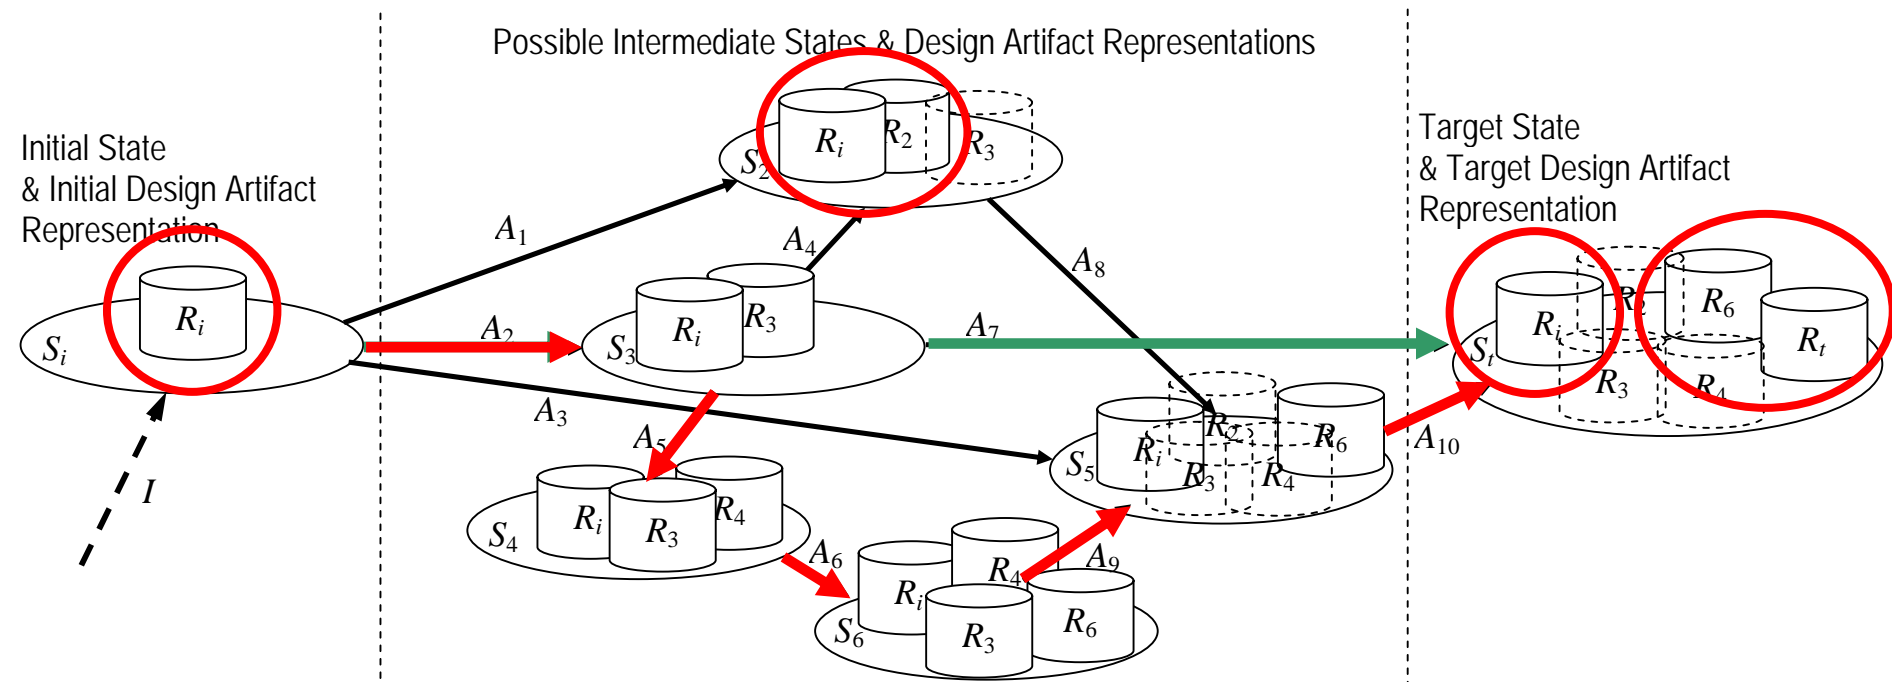 Possible Intermediate States & Design Artifact Representations
Initial State
& Initial Design Artifact
Representation
Target State
& Target Design Artifact
Representation
R₂
R₃
Rᵢ
S₂
A₁
A₄
A₈
Rᵢ
Sᵢ
A₂
Rᵢ
R₃
S₃
A₇
Rᵢ
R₂
R₆
Rₜ
Sₜ
R₃
R₄
A₃
A₅
I
Rᵢ
R₃
R₄
S₄
A₆
Rᵢ
R₂
R₆
S₅
R₃
R₄
A₁₀
A₉
Rᵢ
R₄
R₃
R₆
S₆